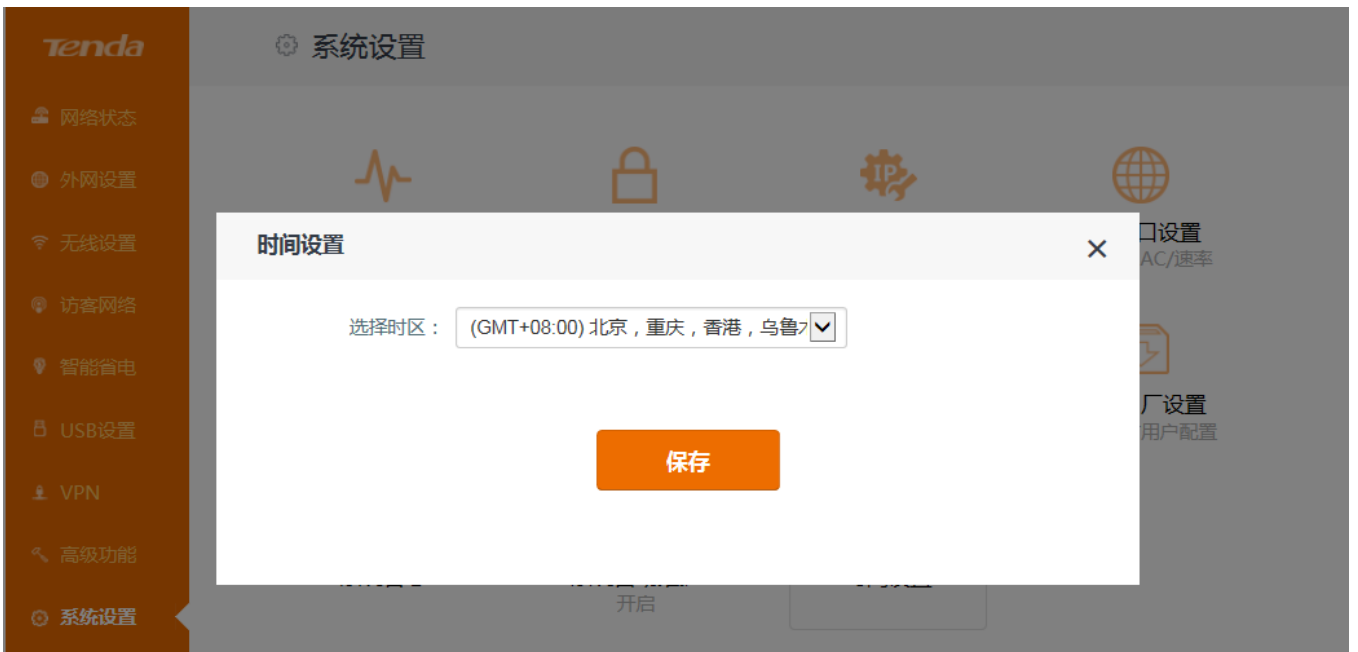 Tenda
系统设置
网络状态
外网设置
无线设置
访客网络
智能省电
USB设置
VPN
高级功能
系统设置
IP
口设置
AC/速率
时间设置
选择时区：
(GMT+08:00) 北京，重庆，香港，乌鲁
保存
厂设置
用户配置
开启